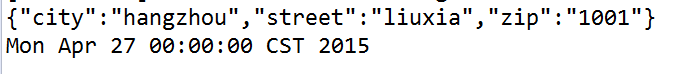 {"city":"hangzhou","street":"liuxia","zip":"1001"}
Mon Apr 27 00:00:00 CST 2015